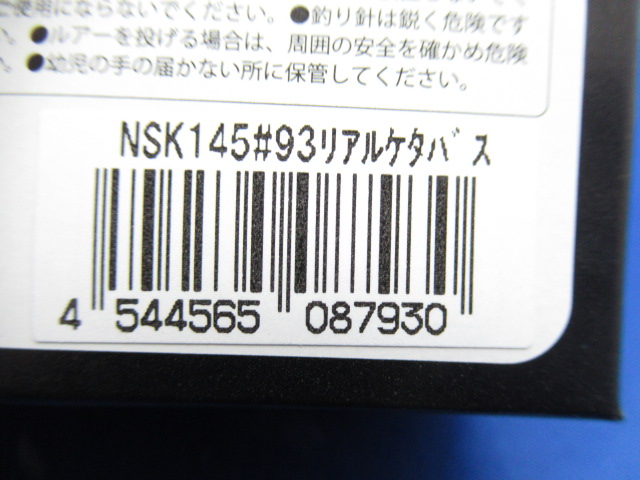 ご使用にならないでください。●釣り針は鋭く危険です
い。●ルアーを投げる場合は、周囲の安全を確かめ危険
い。●幼児の手の届かない所に保管してください。
NSK145#93リアルケタバス
4 544565 087930